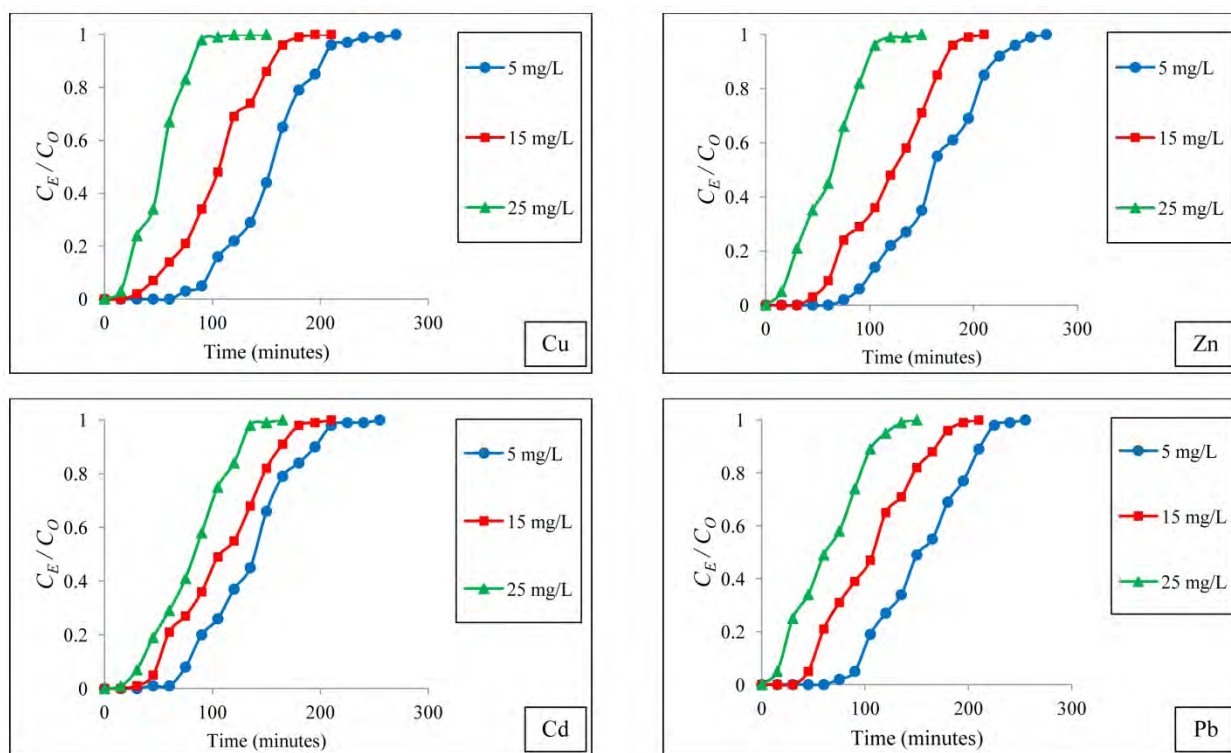 1
0.8
0.6
0.4
0.2
0
C_E / C_O
0 100 200 300
Time (minutes)
5 mg/L
15 mg/L
25 mg/L
Cu
1
0.8
0.6
0.4
0.2
0
C_E / C_O
0 100 200 300
Time (minutes)
5 mg/L
15 mg/L
25 mg/L
Zn
1
0.8
0.6
0.4
0.2
0
C_E / C_O
0 100 200 300
Time (minutes)
5 mg/L
15 mg/L
25 mg/L
Cd
1
0.8
0.6
0.4
0.2
0
C_E / C_O
0 100 200 300
Time (minutes)
5 mg/L
15 mg/L
25 mg/L
Pb